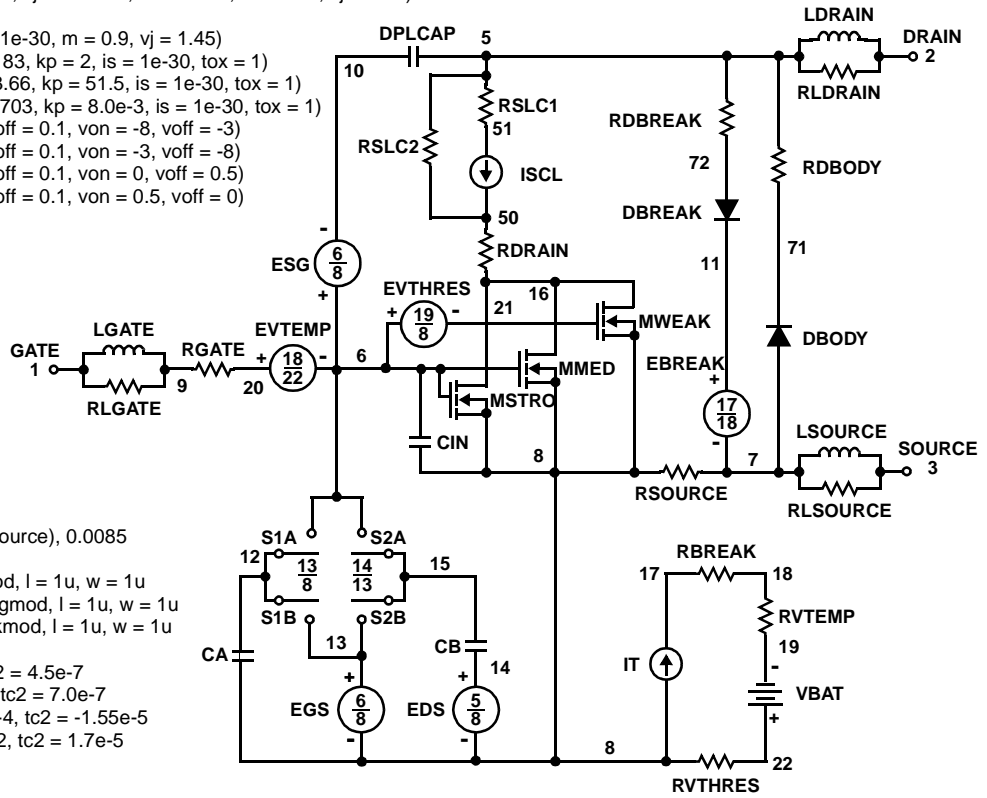 1e-30, m = 0.9, vj = 1.45)
83, kp = 2, is = 1e-30, tox = 1)
3.66, kp = 51.5, is = 1e-30, tox = 1)
703, kp = 8.0e-3, is = 1e-30, tox = 1)
off = 0.1, von = -8, voff = -3)
off = 0.1, von = -3, voff = -8)
off = 0.1, von = 0, voff = 0.5)
off = 0.1, von = 0.5, voff = 0)
LDRAIN
DPLCAP 5 DRAIN
10 2
RLDRAIN
RSLC1
51
RDBREAK
RSLC2
72
RDBODY
ISCL
DBREAK
50
- RDRAIN
ESG 6/8 11 71
+ EVTHRES 16
+ 19/8 - 21 MWEAK
LGATE EVTEMP
GATE RGATE + 18/22 - 6 MMED EBREAK DBODY
1 9 20 +
RLGATE MSTRO 17/18
-
CIN LSOURCE
8 7 SOURCE
3
RSOURCE
RLSOURCE
ource), 0.0085
S1A S2A
12 13/8 14/13 15
od, l = 1u, w = 1u
gmod, l = 1u, w = 1u
kmod, l = 1u, w = 1u
S1B S2B
RBREAK
17 18
RVTEMP
13 CB 19
CA IT -
14 VBAT
+ + +
EGS 6/8 EDS 5/8
- -
8 22
RVTHRES
2 = 4.5e-7
tc2 = 7.0e-7
-4, tc2 = -1.55e-5
2, tc2 = 1.7e-5